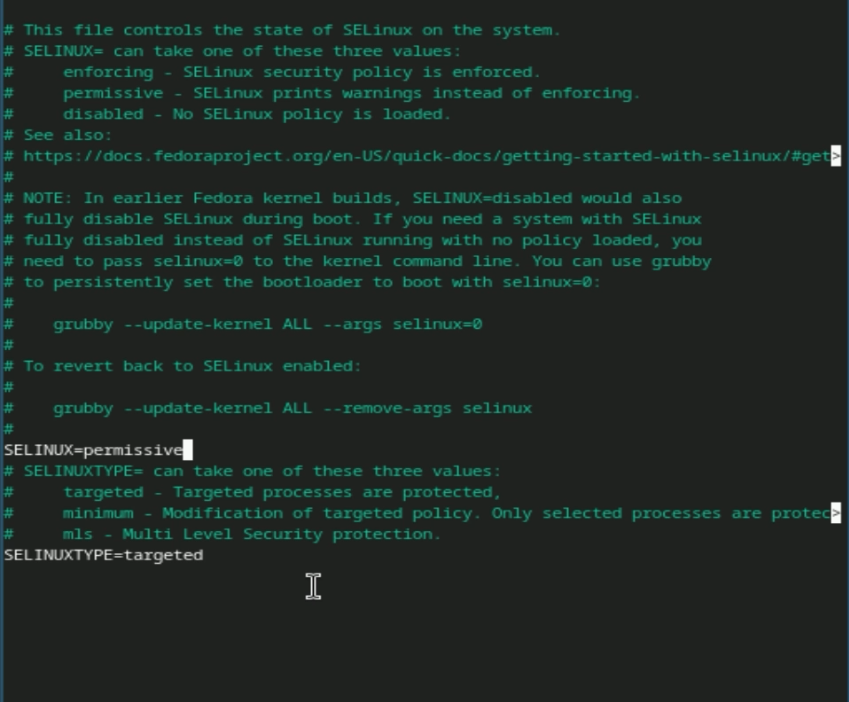 # This file controls the state of SELinux on the system.
# SELINUX= can take one of these three values:
#     enforcing - SELinux security policy is enforced.
#     permissive - SELinux prints warnings instead of enforcing.
#     disabled - No SELinux policy is loaded.
# See also:
# https://docs.fedoraproject.org/en-US/quick-docs/getting-started-with-selinux/#get>
#
# NOTE: In earlier Fedora kernel builds, SELINUX=disabled would also
# fully disable SELinux during boot. If you need a system with SELinux
# fully disabled instead of SELinux running with no policy loaded, you
# need to pass selinux=0 to the kernel command line. You can use grubby
# to persistently set the bootloader to boot with selinux=0:
#
#    grubby --update-kernel ALL --args selinux=0
#
# To revert back to SELinux enabled:
#
#    grubby --update-kernel ALL --remove-args selinux
#
SELINUX=permissive
# SELINUXTYPE= can take one of these three values:
#     targeted - Targeted processes are protected,
#     minimum - Modification of targeted policy. Only selected processes are protec>
#     mls - Multi Level Security protection.
SELINUXTYPE=targeted